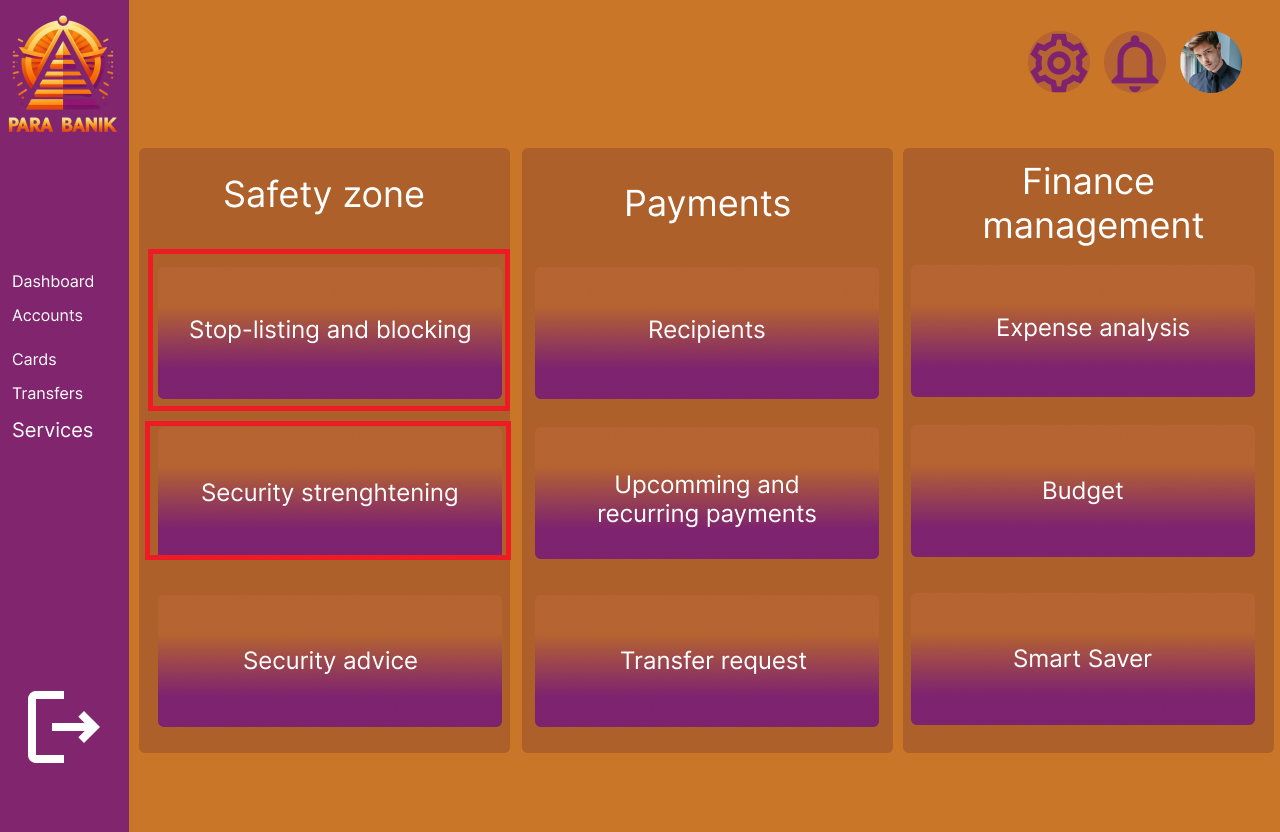 PARA BANIK
Dashboard
Accounts
Cards
Transfers
Services
Safety zone
Stop-listing and blocking
Security strenghtening
Security advice
Payments
Recipients
Upcomming and
recurring payments
Transfer request
Finance
management
Expense analysis
Budget
Smart Saver